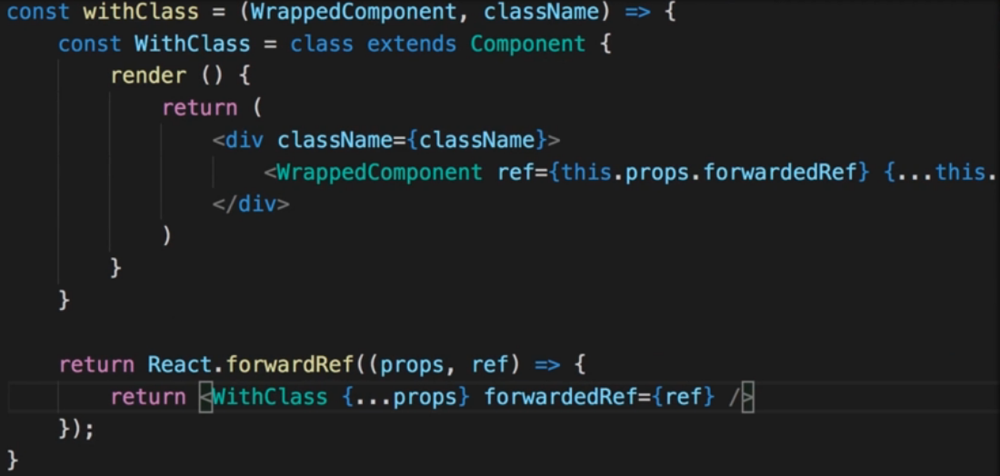 const withClass = (WrappedComponent, className) => {
    const WithClass = class extends Component {
        render () {
            return (
                <div className={className}>
                    <WrappedComponent ref={this.props.forwardedRef} {...this.
                </div>
            )
        }
    }

    return React.forwardRef((props, ref) => {
        return <WithClass {...props} forwardedRef={ref} />
    });
}